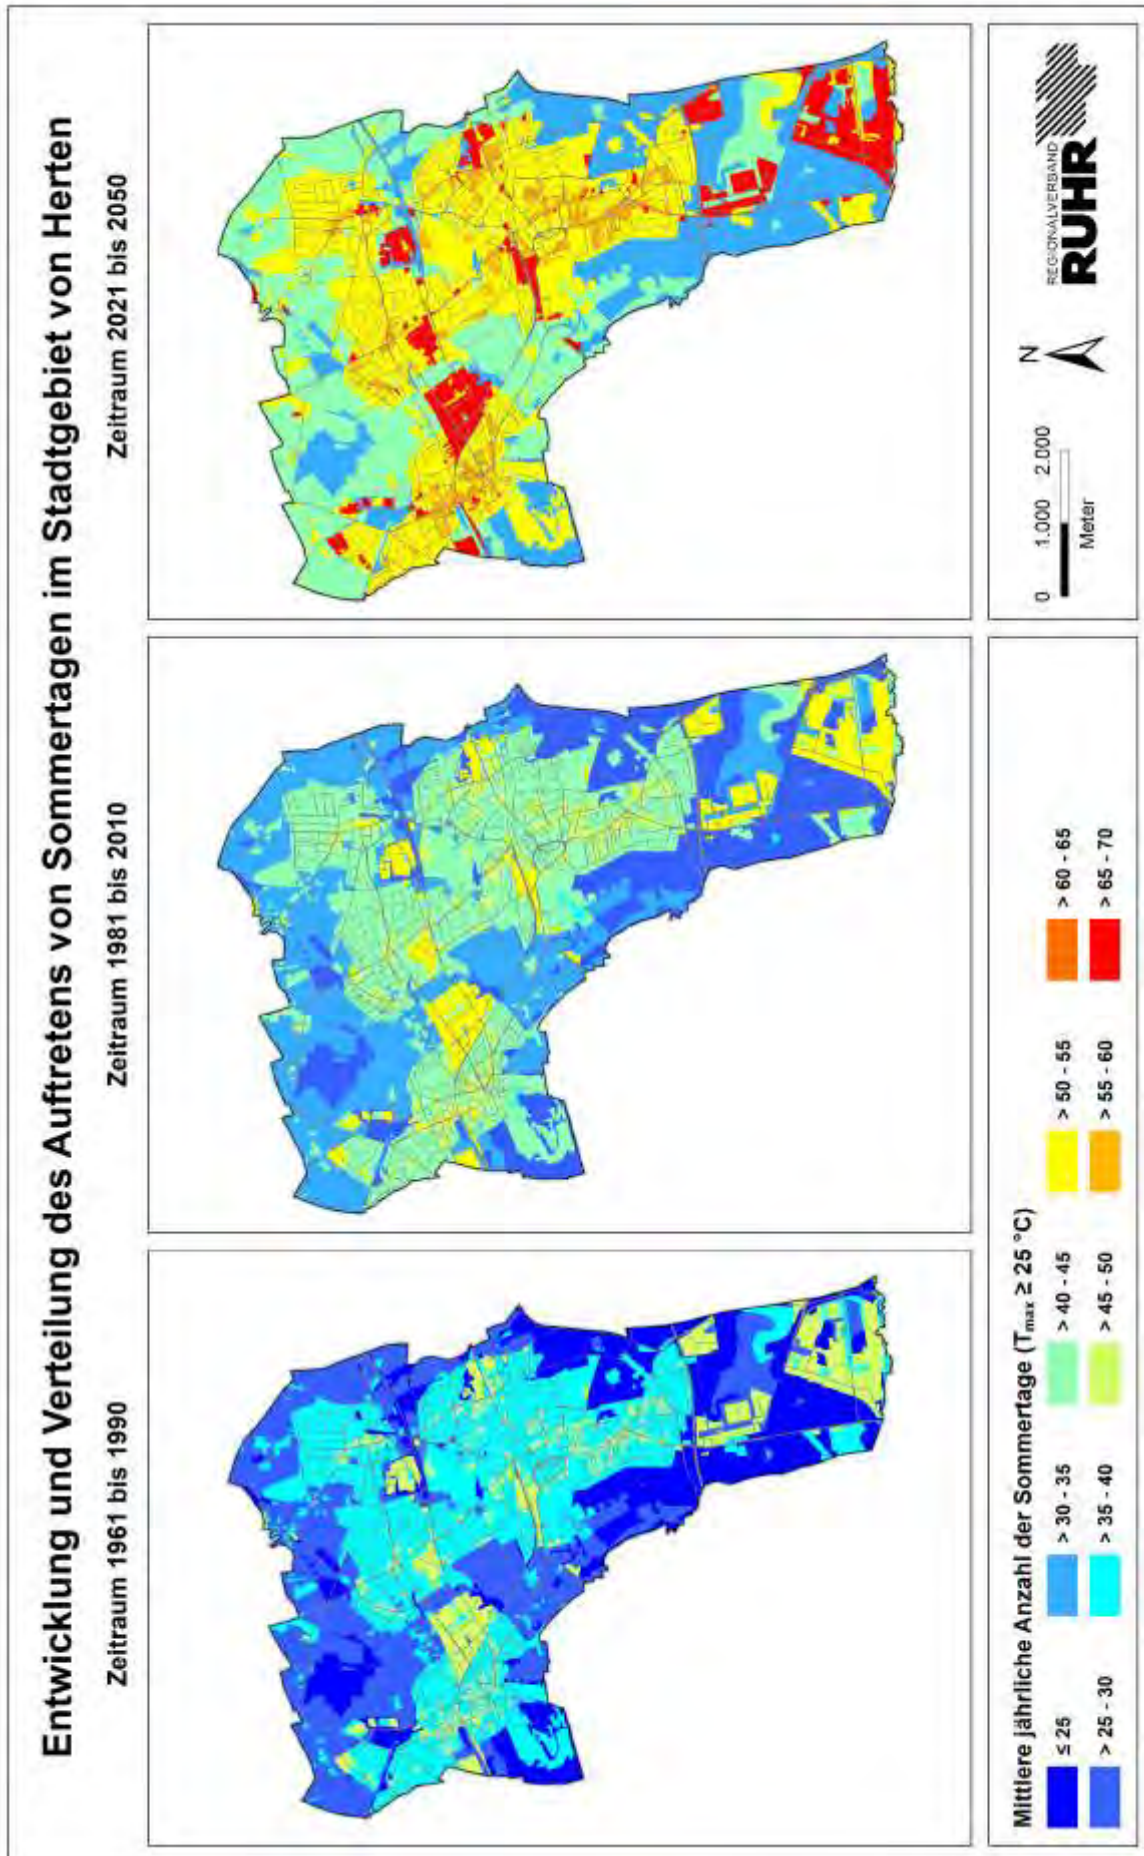 Entwicklung und Verteilung des Auftretens von Sommertagen im Stadtgebiet von Herten
Zeitraum 1961 bis 1990
Zeitraum 1981 bis 2010
Zeitraum 2021 bis 2050
Mittlere jährliche Anzahl der Sommertage (Tmax ≥ 25 °C)
≤ 25
> 30 - 35
> 40 - 45
> 50 - 55
> 60 - 65
> 25 - 30
> 35 - 40
> 45 - 50
> 55 - 60
> 65 - 70
0 1.000 2.000
Meter
N
REGIONALVERBAND
RUHR